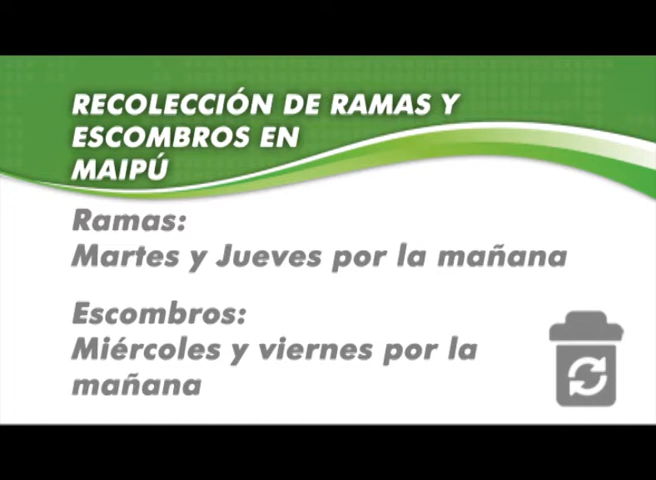 RECOLECCIÓN DE RAMAS Y
ESCOMBROS EN
MAIPÚ
Ramas:
Martes y Jueves por la mañana
Escombros:
Miércoles y viernes por la
mañana